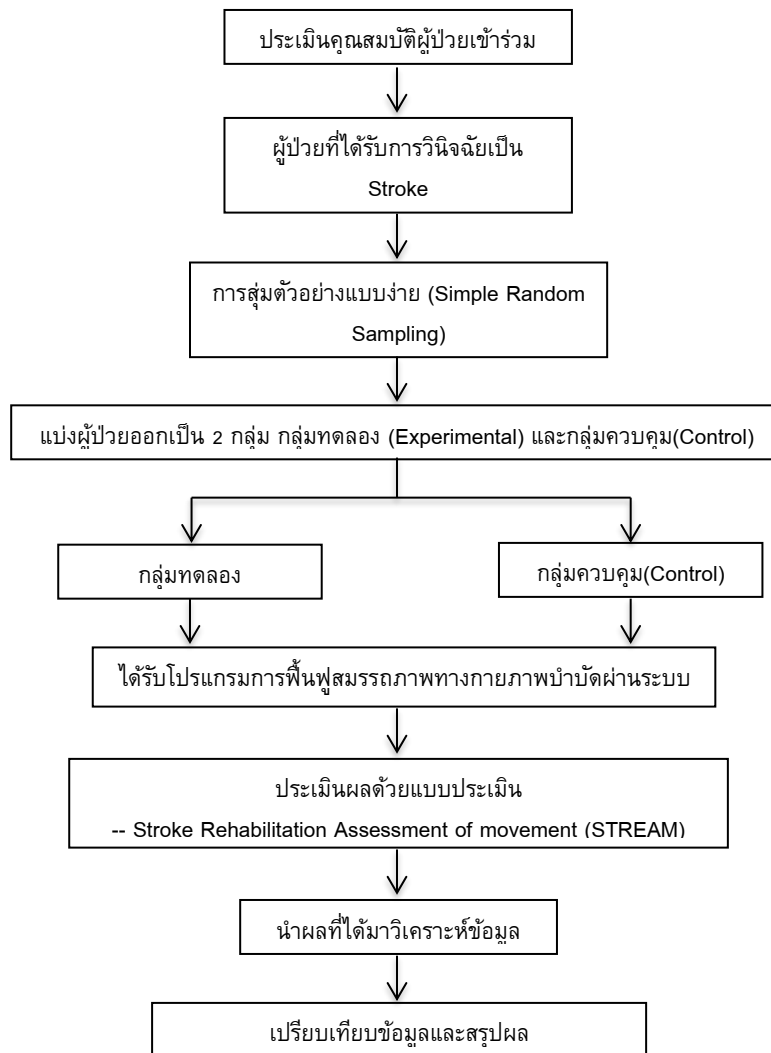 ประเมินคุณสมบัติผู้ป่วยเข้าร่วม
ผู้ป่วยที่ได้รับการวินิจฉัยเป็น
Stroke
การสุ่มตัวอย่างแบบง่าย (Simple Random
Sampling)
แบ่งผู้ป่วยออกเป็น 2 กลุ่ม กลุ่มทดลอง (Experimental) และกลุ่มควบคุม(Control)
กลุ่มทดลอง
กลุ่มควบคุม(Control)
ได้รับโปรแกรมการฟื้นฟูสมรรถภาพทางกายภาพบำบัดผ่านระบบ
ประเมินผลด้วยแบบประเมิน
-- Stroke Rehabilitation Assessment of movement (STREAM)
นำผลที่ได้มาวิเคราะห์ข้อมูล
เปรียบเทียบข้อมูลและสรุปผล